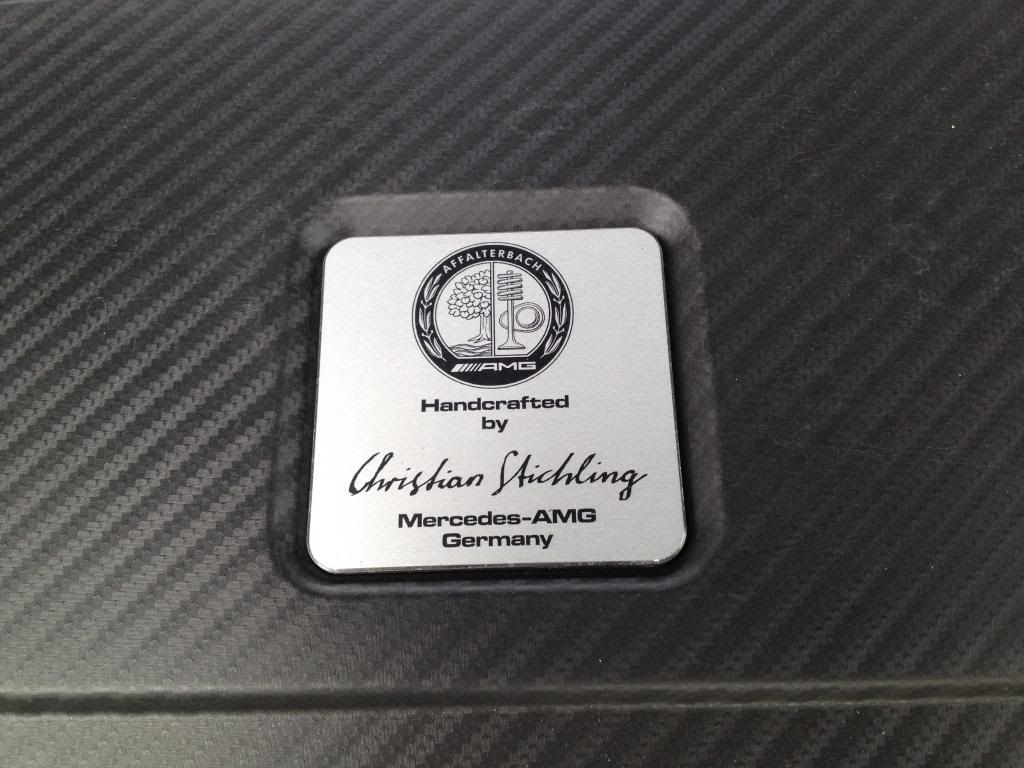 AFFALTERBACH
AMG
Handcrafted
by
Christian Stichling
Mercedes-AMG
Germany